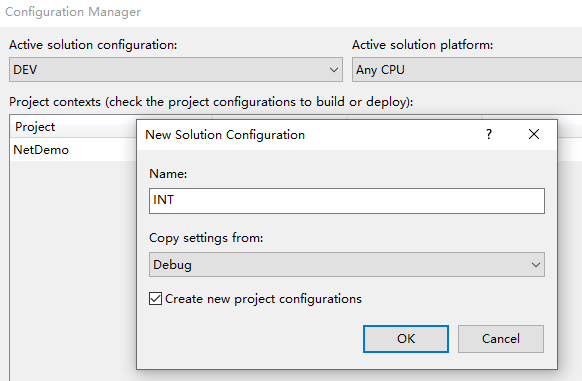 Configuration Manager
Active solution configuration: Active solution platform:
DEV Any CPU
Project contexts (check the project configurations to build or deploy):
Project
NetDemo
New Solution Configuration ?
Name:
INT
Copy settings from:
Debug
Create new project configurations
OK Cancel